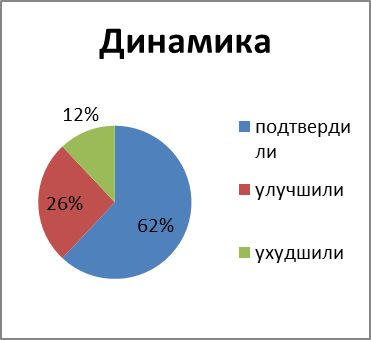 Динамика
12%
26%
62%
подтверди
ли
улучшили
ухудшили